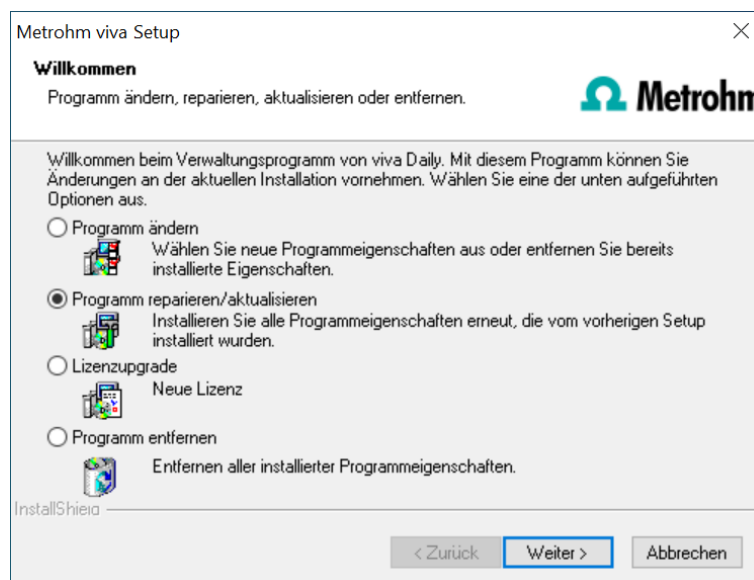 Metrohm viva Setup
Willkommen
Programm ändern, reparieren, aktualisieren oder entfernen.
Metrohm
Willkommen beim Verwaltungsprogramm von viva Daily. Mit diesem Programm können Sie
Änderungen an der aktuellen Installation vornehmen. Wählen Sie eine der unten aufgeführten
Optionen aus.
Programm ändern
Wählen Sie neue Programmeigenschaften aus oder entfernen Sie bereits
installierte Eigenschaften.
Programm reparieren/aktualisieren
Installieren Sie alle Programmeigenschaften erneut, die vom vorherigen Setup
installiert wurden.
Lizenzupgrade
Neue Lizenz
Programm entfernen
Entfernen aller installierter Programmeigenschaften.
InstallShield
< Zurück
Weiter >
Abbrechen